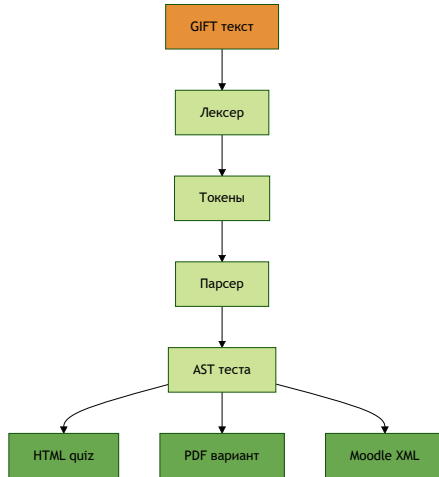 GIFT текст
Лексер
Токены
Парсер
AST теста
HTML quiz
PDF вариант
Moodle XML